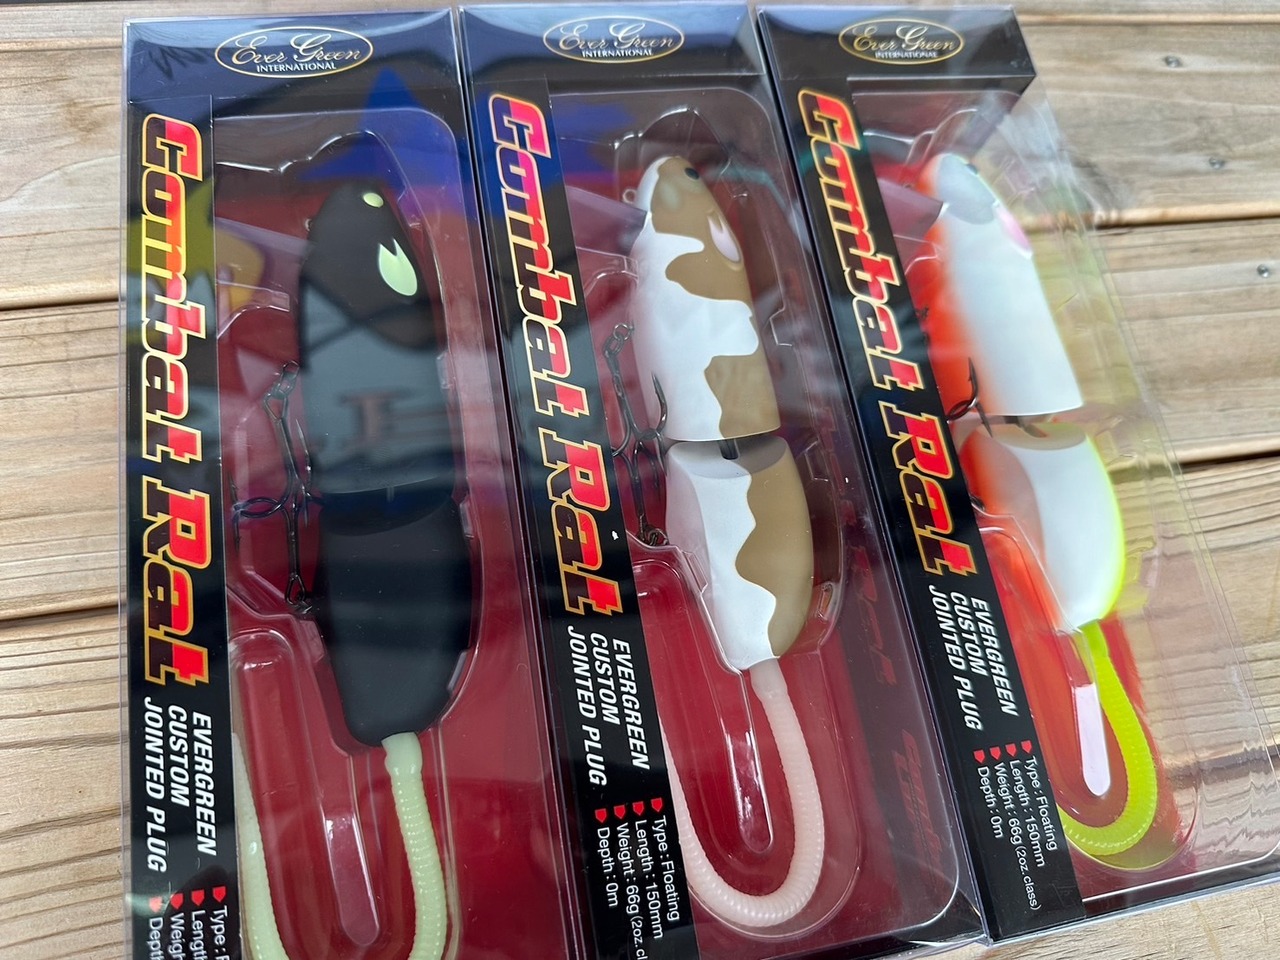 Ever Green
INTERNATIONAL
Combat Rat
EVERGREEN
CUSTOM
JOINTED PLUG
Ever Green
INTERNATIONAL
Combat Rat
EVERGREEN
CUSTOM
JOINTED PLUG
Type : Floating
Length : 150mm
Weight : 66g(2oz.cl
Depth : 0m
Ever Green
INTERNATIONAL
Combat Rat
EVERGREEN
CUSTOM
JOINTED PLUG
Type : Floating
Length : 150mm
Weight : 66g(2oz.class)
Depth : 0m